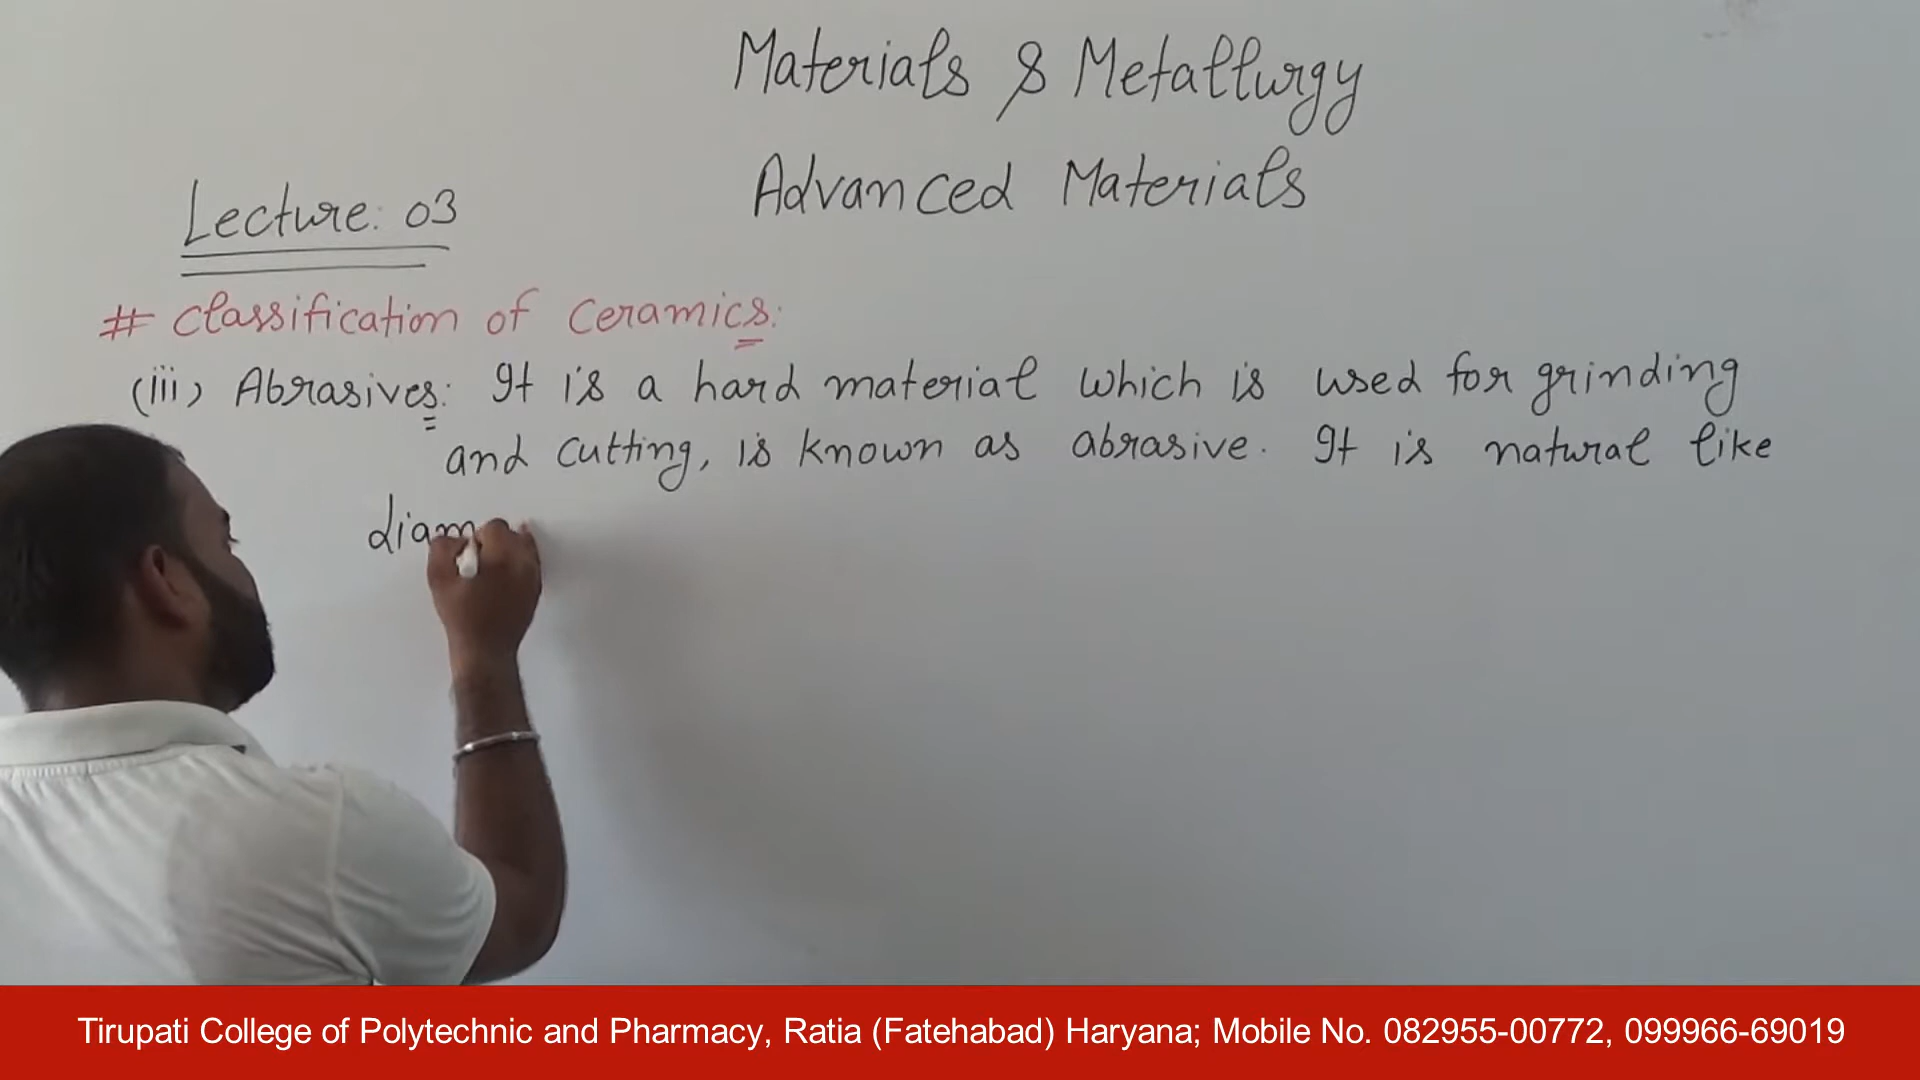 Materials & Metallurgy
Advanced Materials
Lecture: 03
# Classification of Ceramics:
(iii) Abrasives: It is a hard material which is used for grinding
and cutting, is known as abrasive. It is natural like
diam
Tirupati College of Polytechnic and Pharmacy, Ratia (Fatehabad) Haryana; Mobile No. 082955-00772, 099966-69019